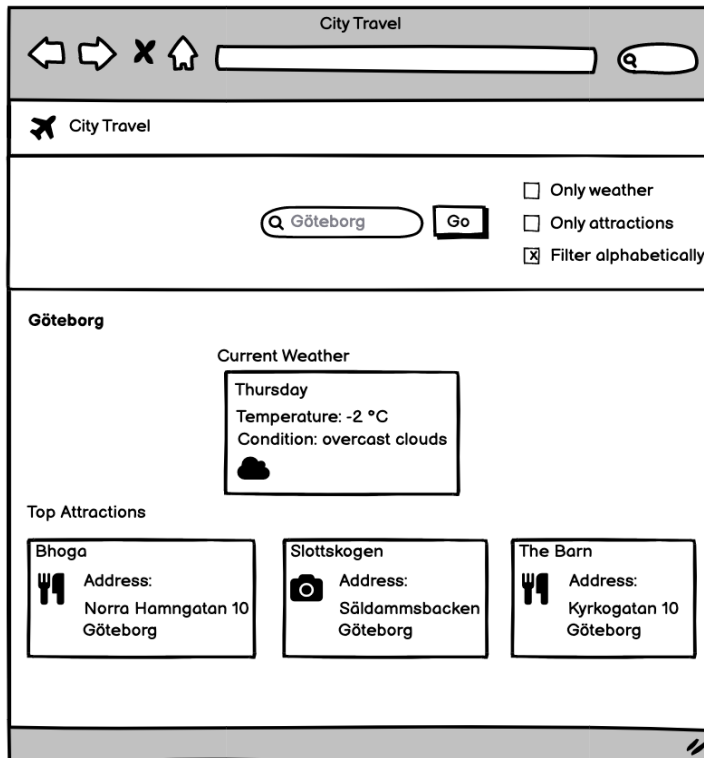 City Travel
City Travel
Göteborg
Go
Only weather
Only attractions
Filter alphabetically
Göteborg
Current Weather
Thursday
Temperature: -2 °C
Condition: overcast clouds
Top Attractions
Bhoga
Address:
Norra Hamngatan 10
Göteborg
Slottskogen
Address:
Säldammsbacken
Göteborg
The Barn
Address:
Kyrkogatan 10
Göteborg